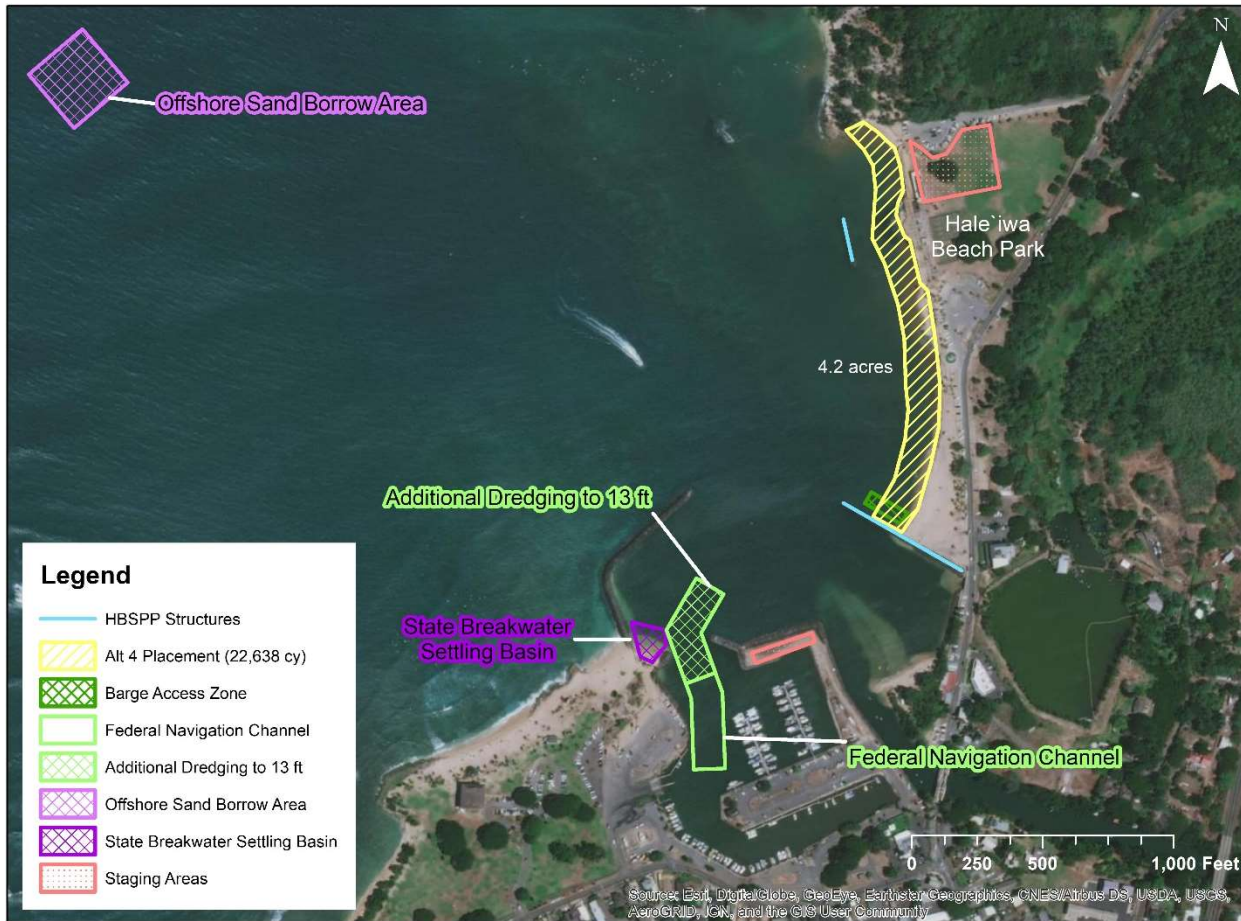 N
Offshore Sand Borrow Area
Hale`iwa
Beach Park
4.2 acres
Additional Dredging to 13 ft
State Breakwater
Settling Basin
Federal Navigation Channel
Legend
HBSPP Structures
Alt 4 Placement (22,638 cy)
Barge Access Zone
Federal Navigation Channel
Additional Dredging to 13 ft
Offshore Sand Borrow Area
State Breakwater Settling Basin
Staging Areas
0 250 500 1,000 Feet
Source: Esri, DigitalGlobe, GeoEye, Earthstar Geographics, CNES/Airbus DS, USDA, USGS,
AeroGRID, IGN, and the GIS User Community